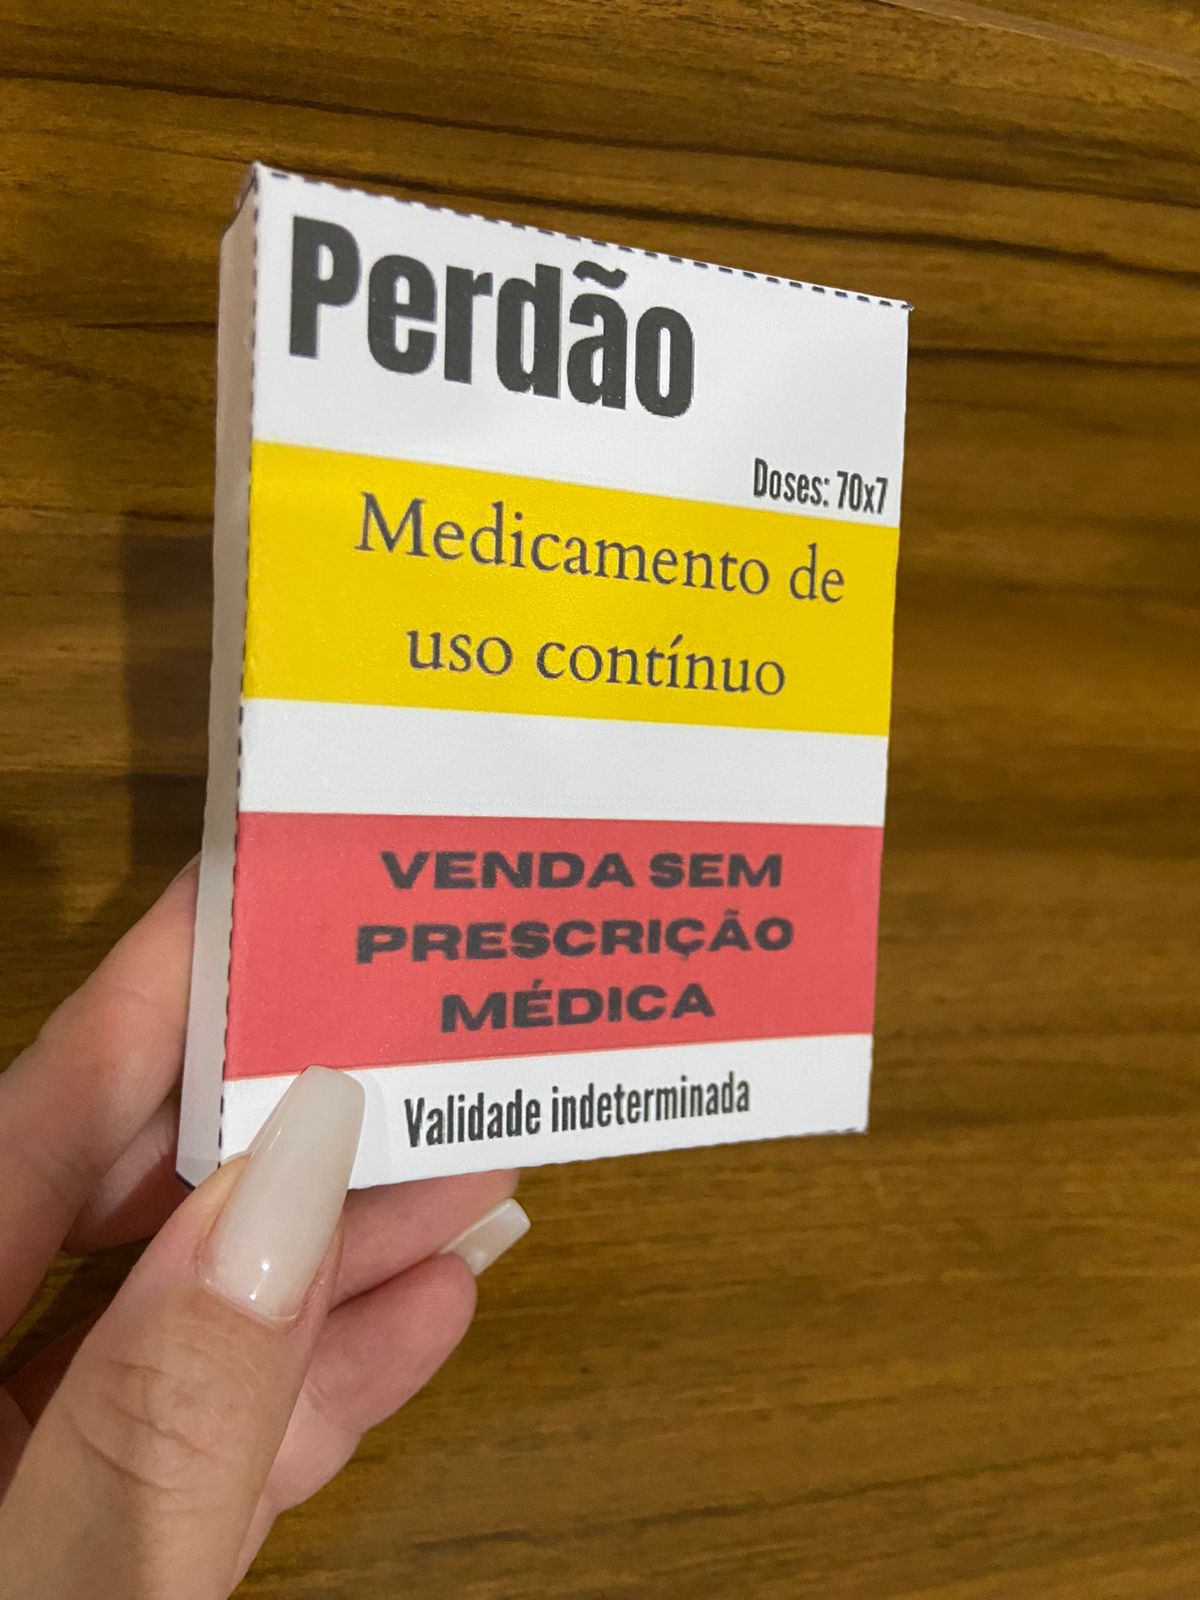 Perdão
Doses: 70x7
Medicamento de
uso contínuo
VENDA SEM
PRESCRIÇÃO
MÉDICA
Validade indeterminada